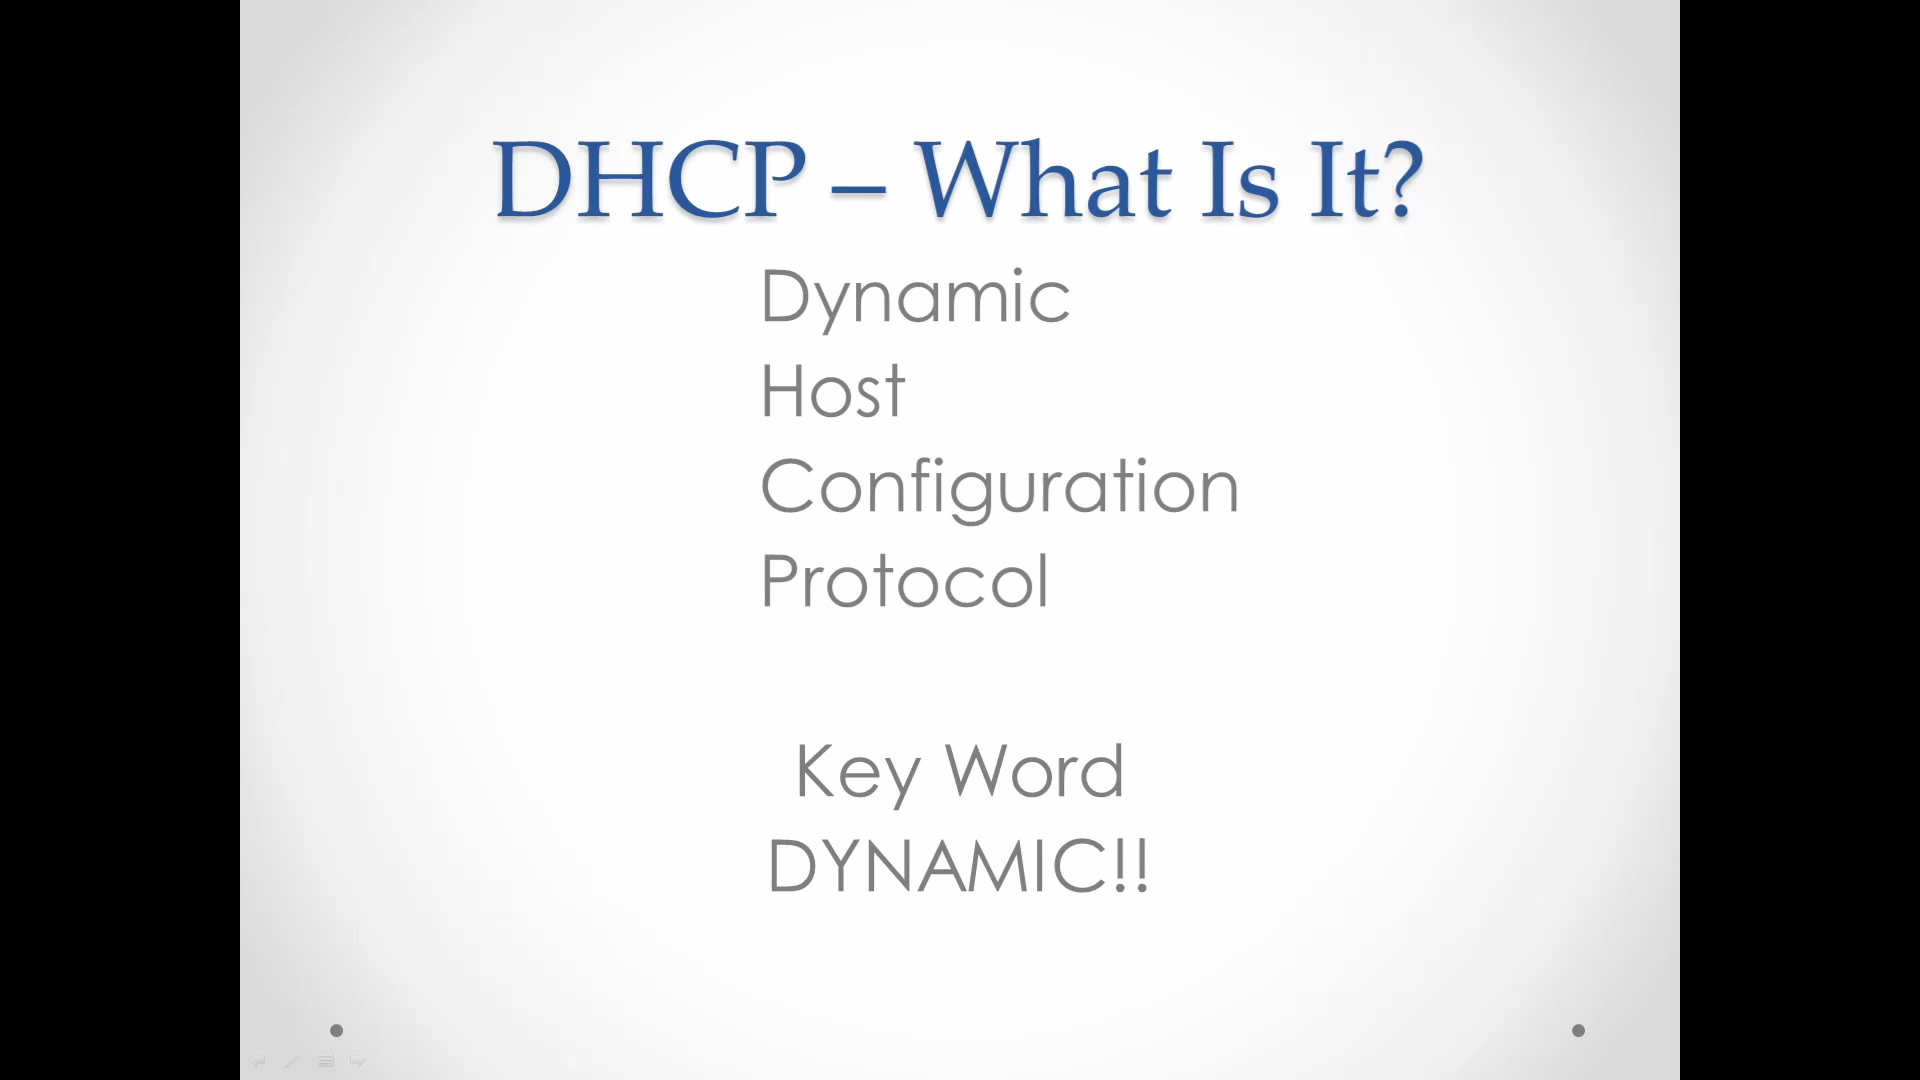 DHCP – What Is It?
Dynamic
Host
Configuration
Protocol
Key Word
DYNAMIC!!